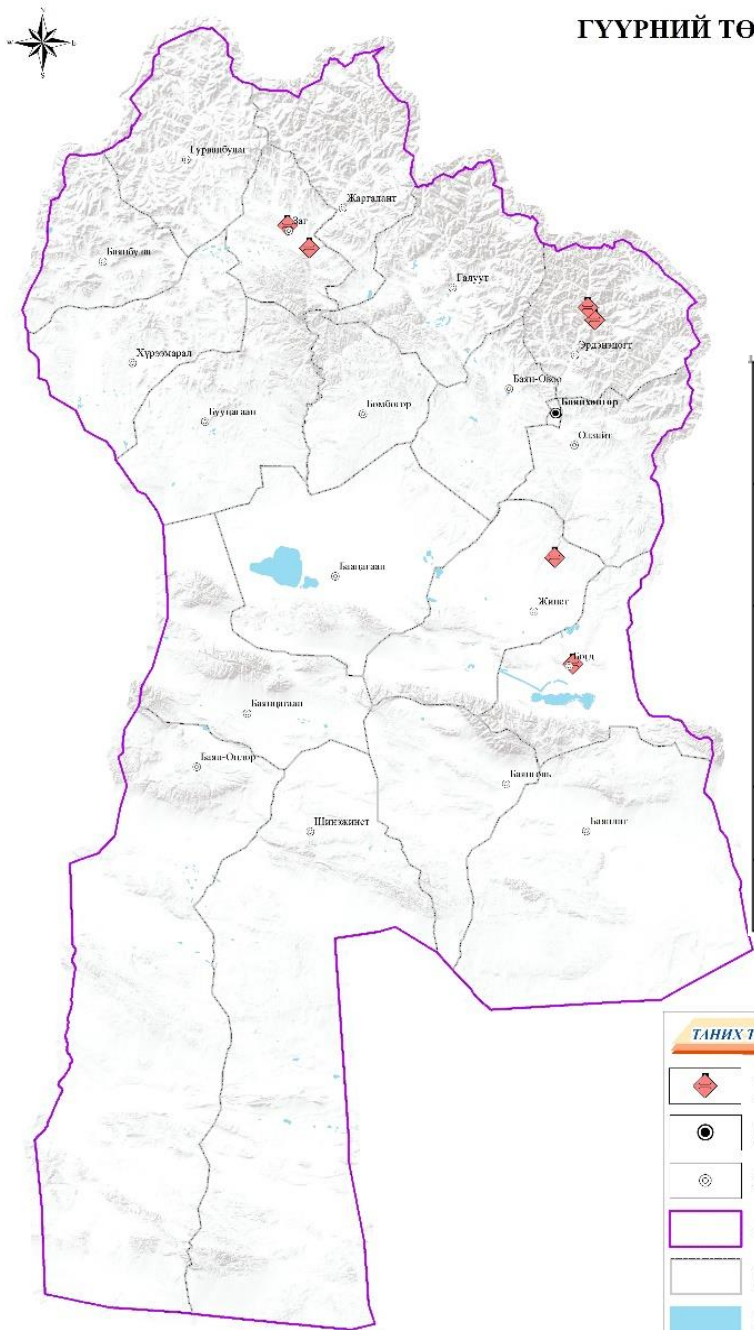 N
W
E
S
ГҮҮРНИЙ ТӨ
Гурванбулаг
Жаргалант
Заг
Баянбулаг
Галуут
Эрдэнэцогт
Хүрээмарал
Баян-Овоо
Баянхонгор
Бууцагаан
Бөмбөгөр
Өлзийт
Баацагаан
Жинст
Богд
Баянцагаан
Баян-Өндөр
Баянговь
Шинэжинст
Баянлиг
ТАНИХ Т